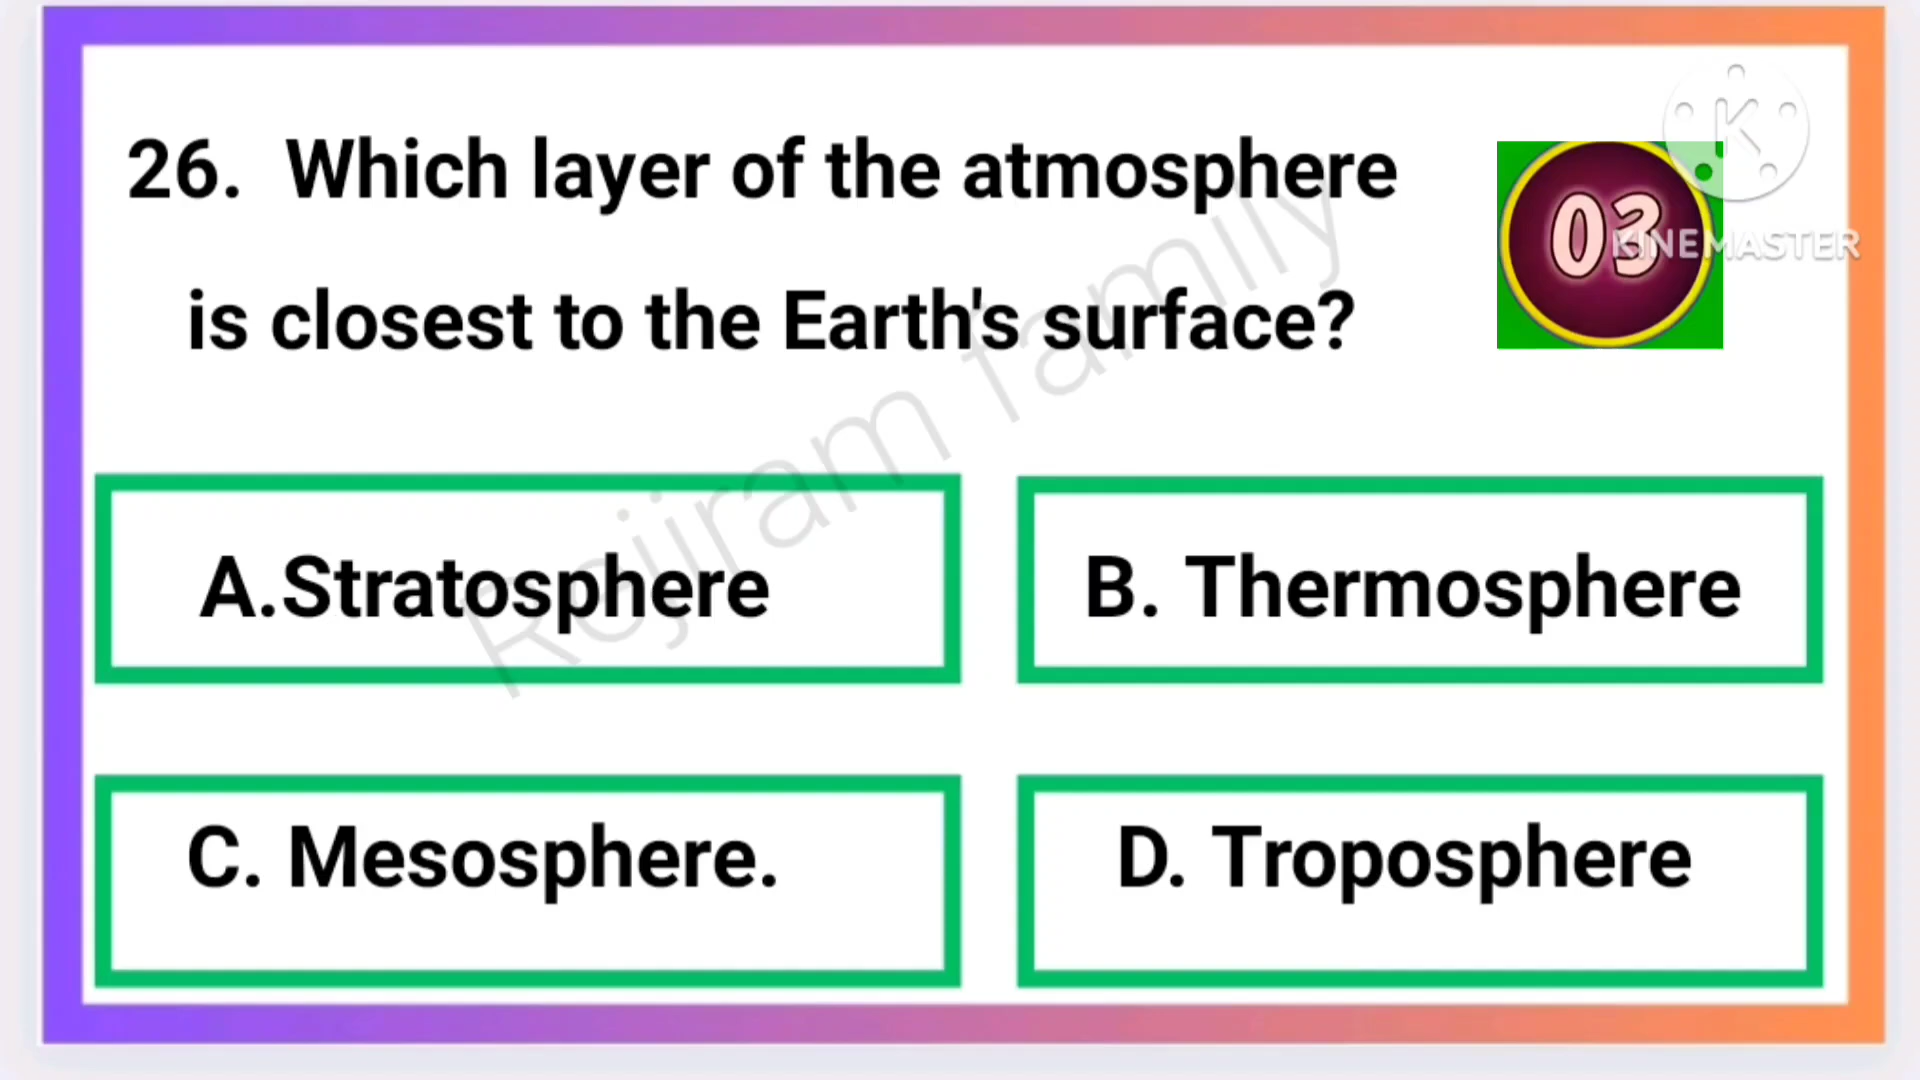 26. Which layer of the atmosphere
is closest to the Earth's surface?
03
KINEMASTER
Rojiram family
A.Stratosphere
B. Thermosphere
C. Mesosphere.
D. Troposphere